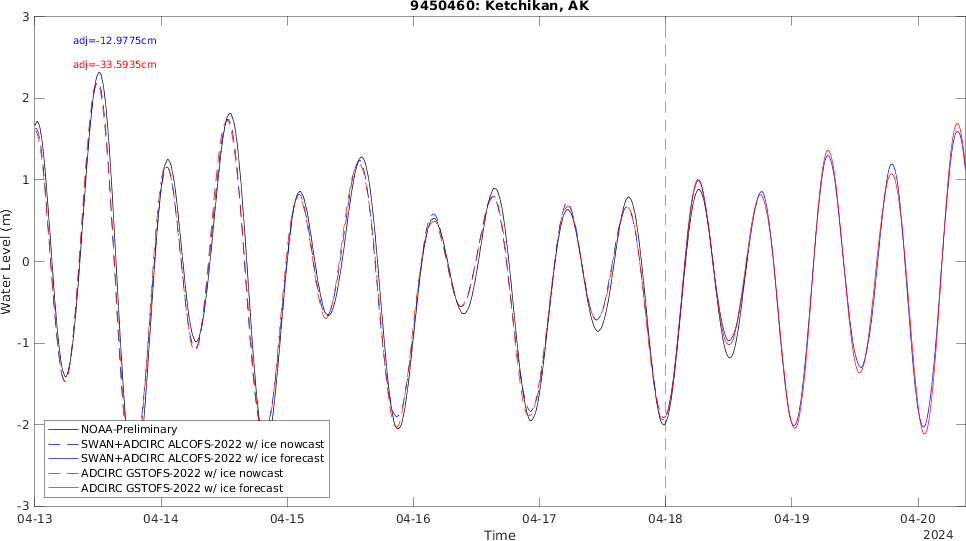 9450460: Ketchikan, AK
adj=-12.9775cm
adj=-33.5935cm
3
2
1
0
-1
-2
-3
Water Level (m)
NOAA-Preliminary
SWAN+ADCIRC ALCOFS-2022 w/ ice nowcast
SWAN+ADCIRC ALCOFS-2022 w/ ice forecast
ADCIRC GSTOFS-2022 w/ ice nowcast
ADCIRC GSTOFS-2022 w/ ice forecast
04-13 04-14 04-15 04-16 04-17 04-18 04-19 04-20
Time
2024